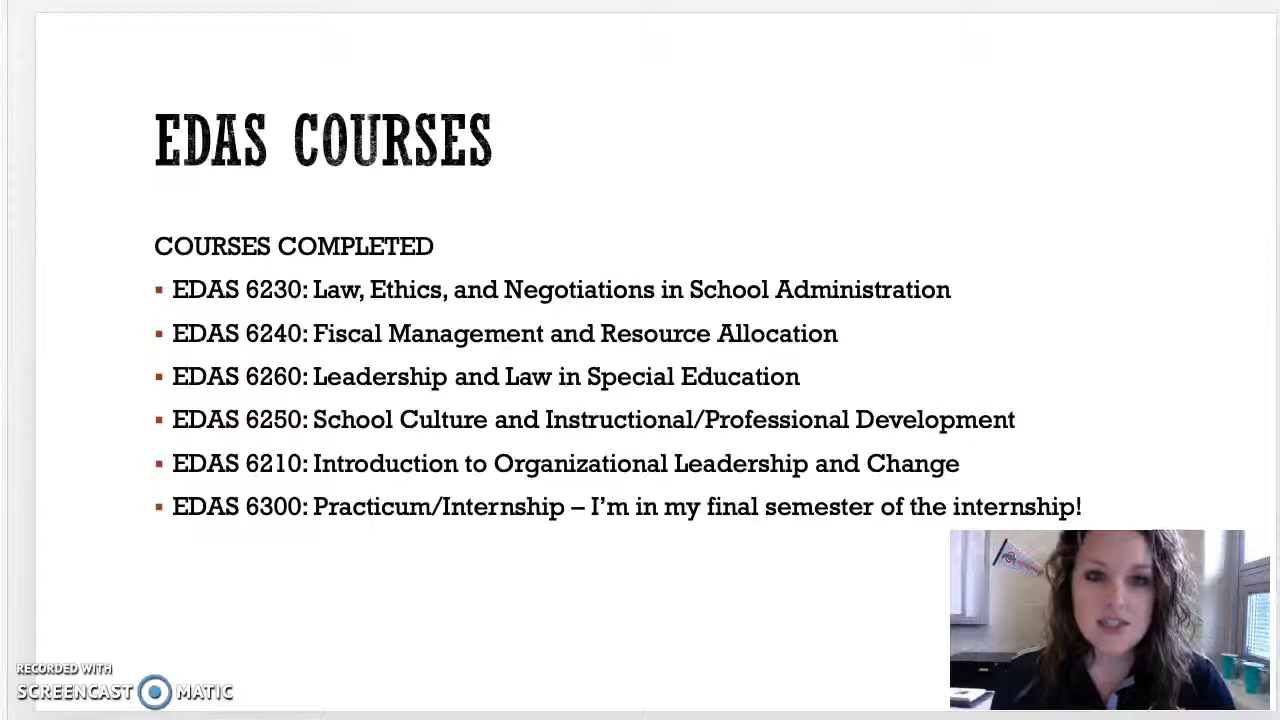 EDAS COURSES
COURSES COMPLETED
▪ EDAS 6230: Law, Ethics, and Negotiations in School Administration
▪ EDAS 6240: Fiscal Management and Resource Allocation
▪ EDAS 6260: Leadership and Law in Special Education
▪ EDAS 6250: School Culture and Instructional/Professional Development
▪ EDAS 6210: Introduction to Organizational Leadership and Change
▪ EDAS 6300: Practicum/Internship – I’m in my final semester of the internship!
RECORDED WITH
SCREENCAST MATIC